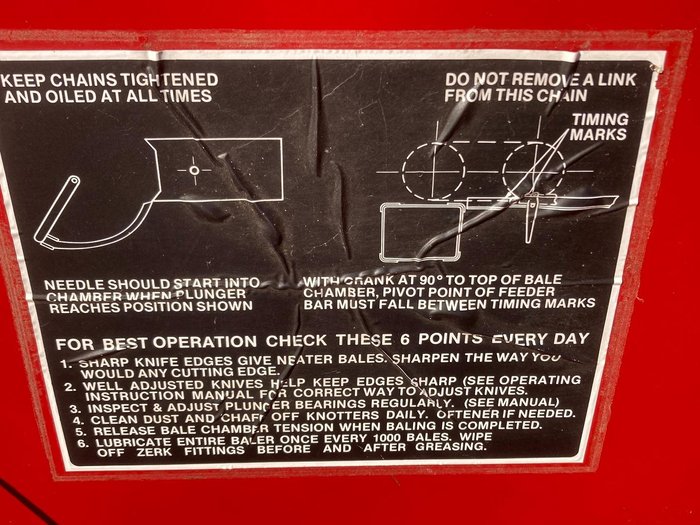 KEEP CHAINS TIGHTENED
AND OILED AT ALL TIMES
DO NOT REMOVE A LINK
FROM THIS CHAIN
TIMING
MARKS
NEEDLE SHOULD START INTO
CHAMBER WHEN PLUNGER
REACHES POSITION SHOWN
WITH CRANK AT 90° TO TOP OF BALE
CHAMBER, PIVOT POINT OF FEEDER
BAR MUST FALL BETWEEN TIMING MARKS
FOR BEST OPERATION CHECK THESE 6 POINTS EVERY DAY
1. SHARP KNIFE EDGES GIVE NEATER BALES. SHARPEN THE WAY YOU
WOULD ANY CUTTING EDGE.
2. WELL ADJUSTED KNIVES HELP KEEP EDGES SHARP (SEE OPERATING
INSTRUCTION MANUAL FOR CORRECT WAY TO ADJUST KNIVES.
3. INSPECT & ADJUST PLUNGER BEARINGS REGULARLY. (SEE MANUAL)
4. CLEAN DUST AND CHAFF OFF KNOTTERS DAILY. OFTENER IF NEEDED.
5. RELEASE BALE CHAMBER TENSION WHEN BALING IS COMPLETED.
6. LUBRICATE ENTIRE BALER ONCE EVERY 1000 BALES. WIPE
OFF ZERK FITTINGS BEFORE AND AFTER GREASING.